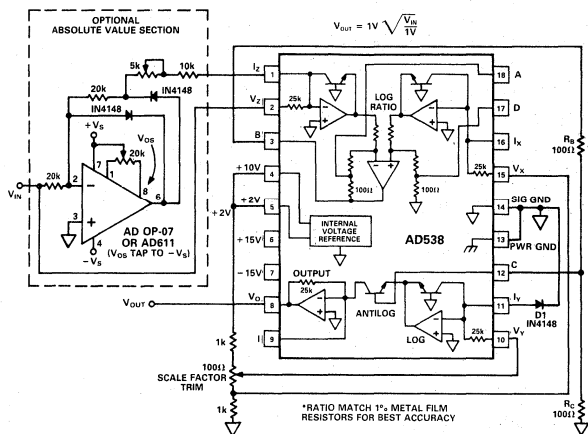 OPTIONAL
ABSOLUTE VALUE SECTION
V_OUT = 1V √(V_IN / 1V)
5k
10k
20k
IN4148
IN4148
+V_S
V_OS
20k
20k
V_IN
2
7
1
8
6
3
4
−
+
-V_S
AD OP-07
OR AD611
(V_OS TAP TO -V_S)
I_Z
1
V_Z
2
B
3
+10V
4
+2V
5
+2V
+15V
6
-15V
7
V_O
8
I
9
V_OUT
25k
LOG
RATIO
100Ω
100Ω
INTERNAL
VOLTAGE
REFERENCE
AD538
OUTPUT
25k
ANTILOG
LOG
25k
25k
18
A
17
D
16
I_X
15
V_X
14
SIG GND
13
PWR GND
12
C
11
I_Y
10
V_Y
D1
IN4148
R_B
100Ω
R_C
100Ω
1k
100Ω
SCALE FACTOR
TRIM
1k
*RATIO MATCH 1% METAL FILM
RESISTORS FOR BEST ACCURACY